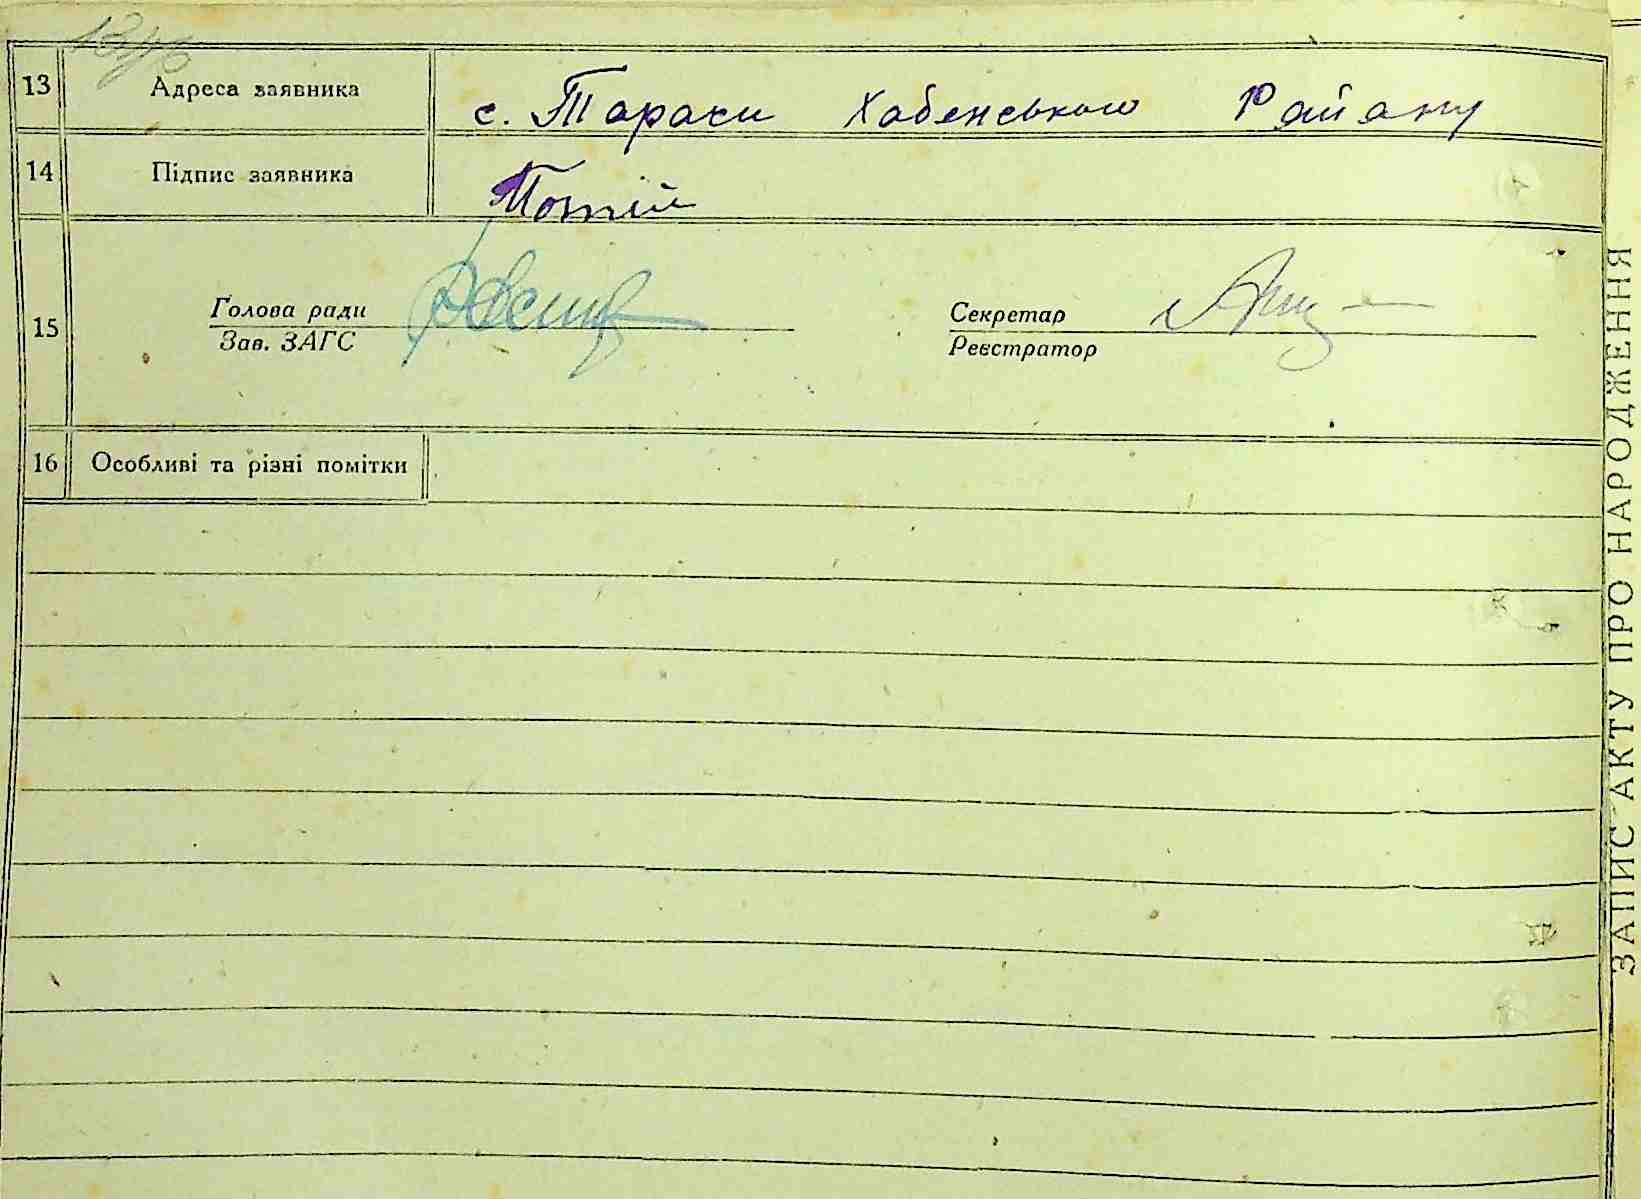 13 Адреса заявника с. Тараси Хабенського Району
14 Підпис заявника Потій
15
Голова ради Секретар
Зав. ЗАГС Реєстратор
16 Особливі та різні помітки
ЗАПИС АКТУ ПРО НАРОДЖЕННЯ